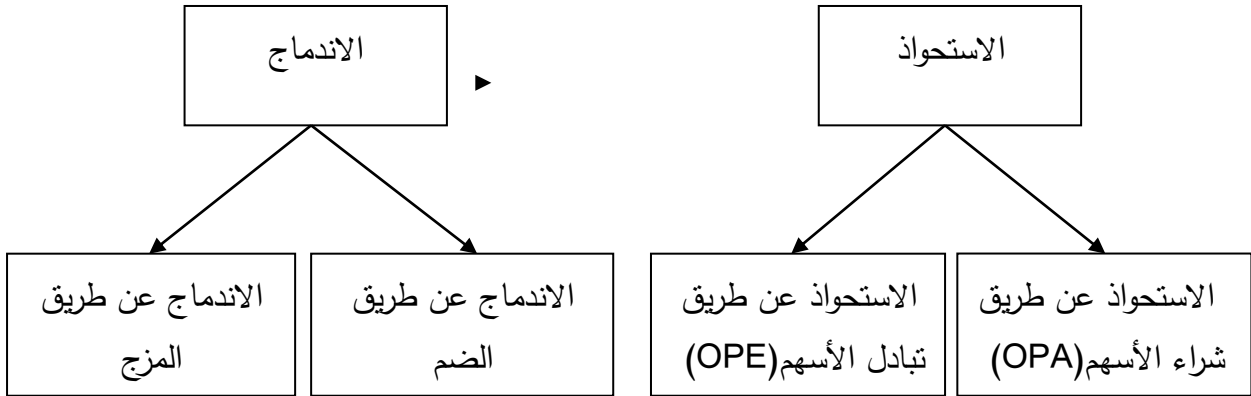 الاستحواذ
الاندماج
الاستحواذ عن طريق
شراء الأسهم(OPA)
الاستحواذ عن طريق
تبادل الأسهم(OPE)
الاندماج عن طريق
الضم
الاندماج عن طريق
المزج